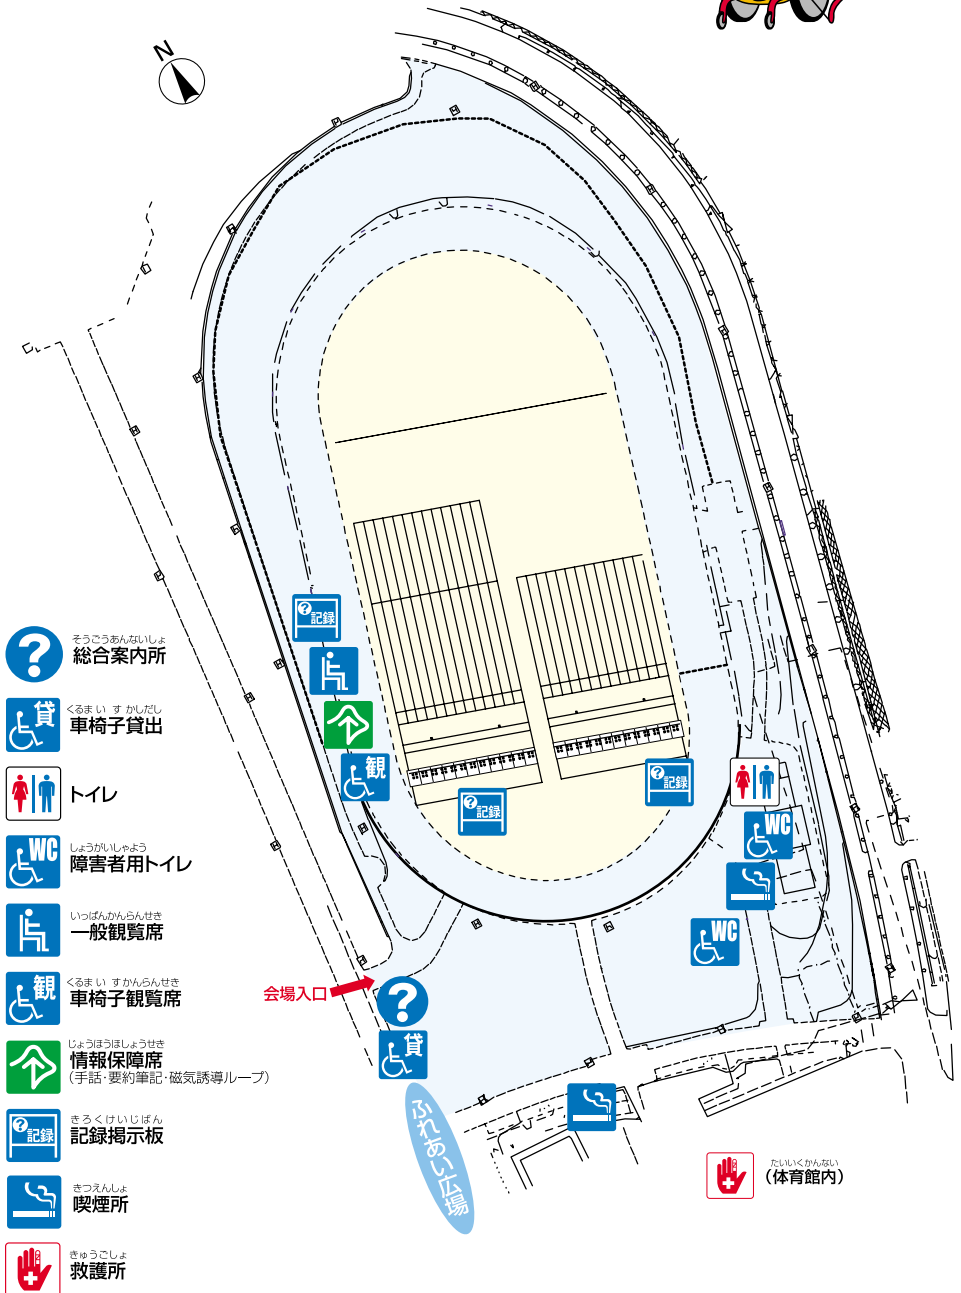 N
記録
観
記録
記録
WC
WC
会場入口
貸
ふれあい広場
そうごうあんないしょ
総合案内所
貸
くるまいすかしだし
車椅子貸出
トイレ
WC
しょうがいしゃよう
障害者用トイレ
いっぱんかんらんせき
一般観覧席
観
くるまいすかんらんせき
車椅子観覧席
じょうほうほしょうせき
情報保障席
(手話・要約筆記・磁気誘導ループ)
記録
きろくけいじばん
記録掲示板
きつえんしょ
喫煙所
きゅうごしょ
救護所
たいいくかんない
(体育館内)